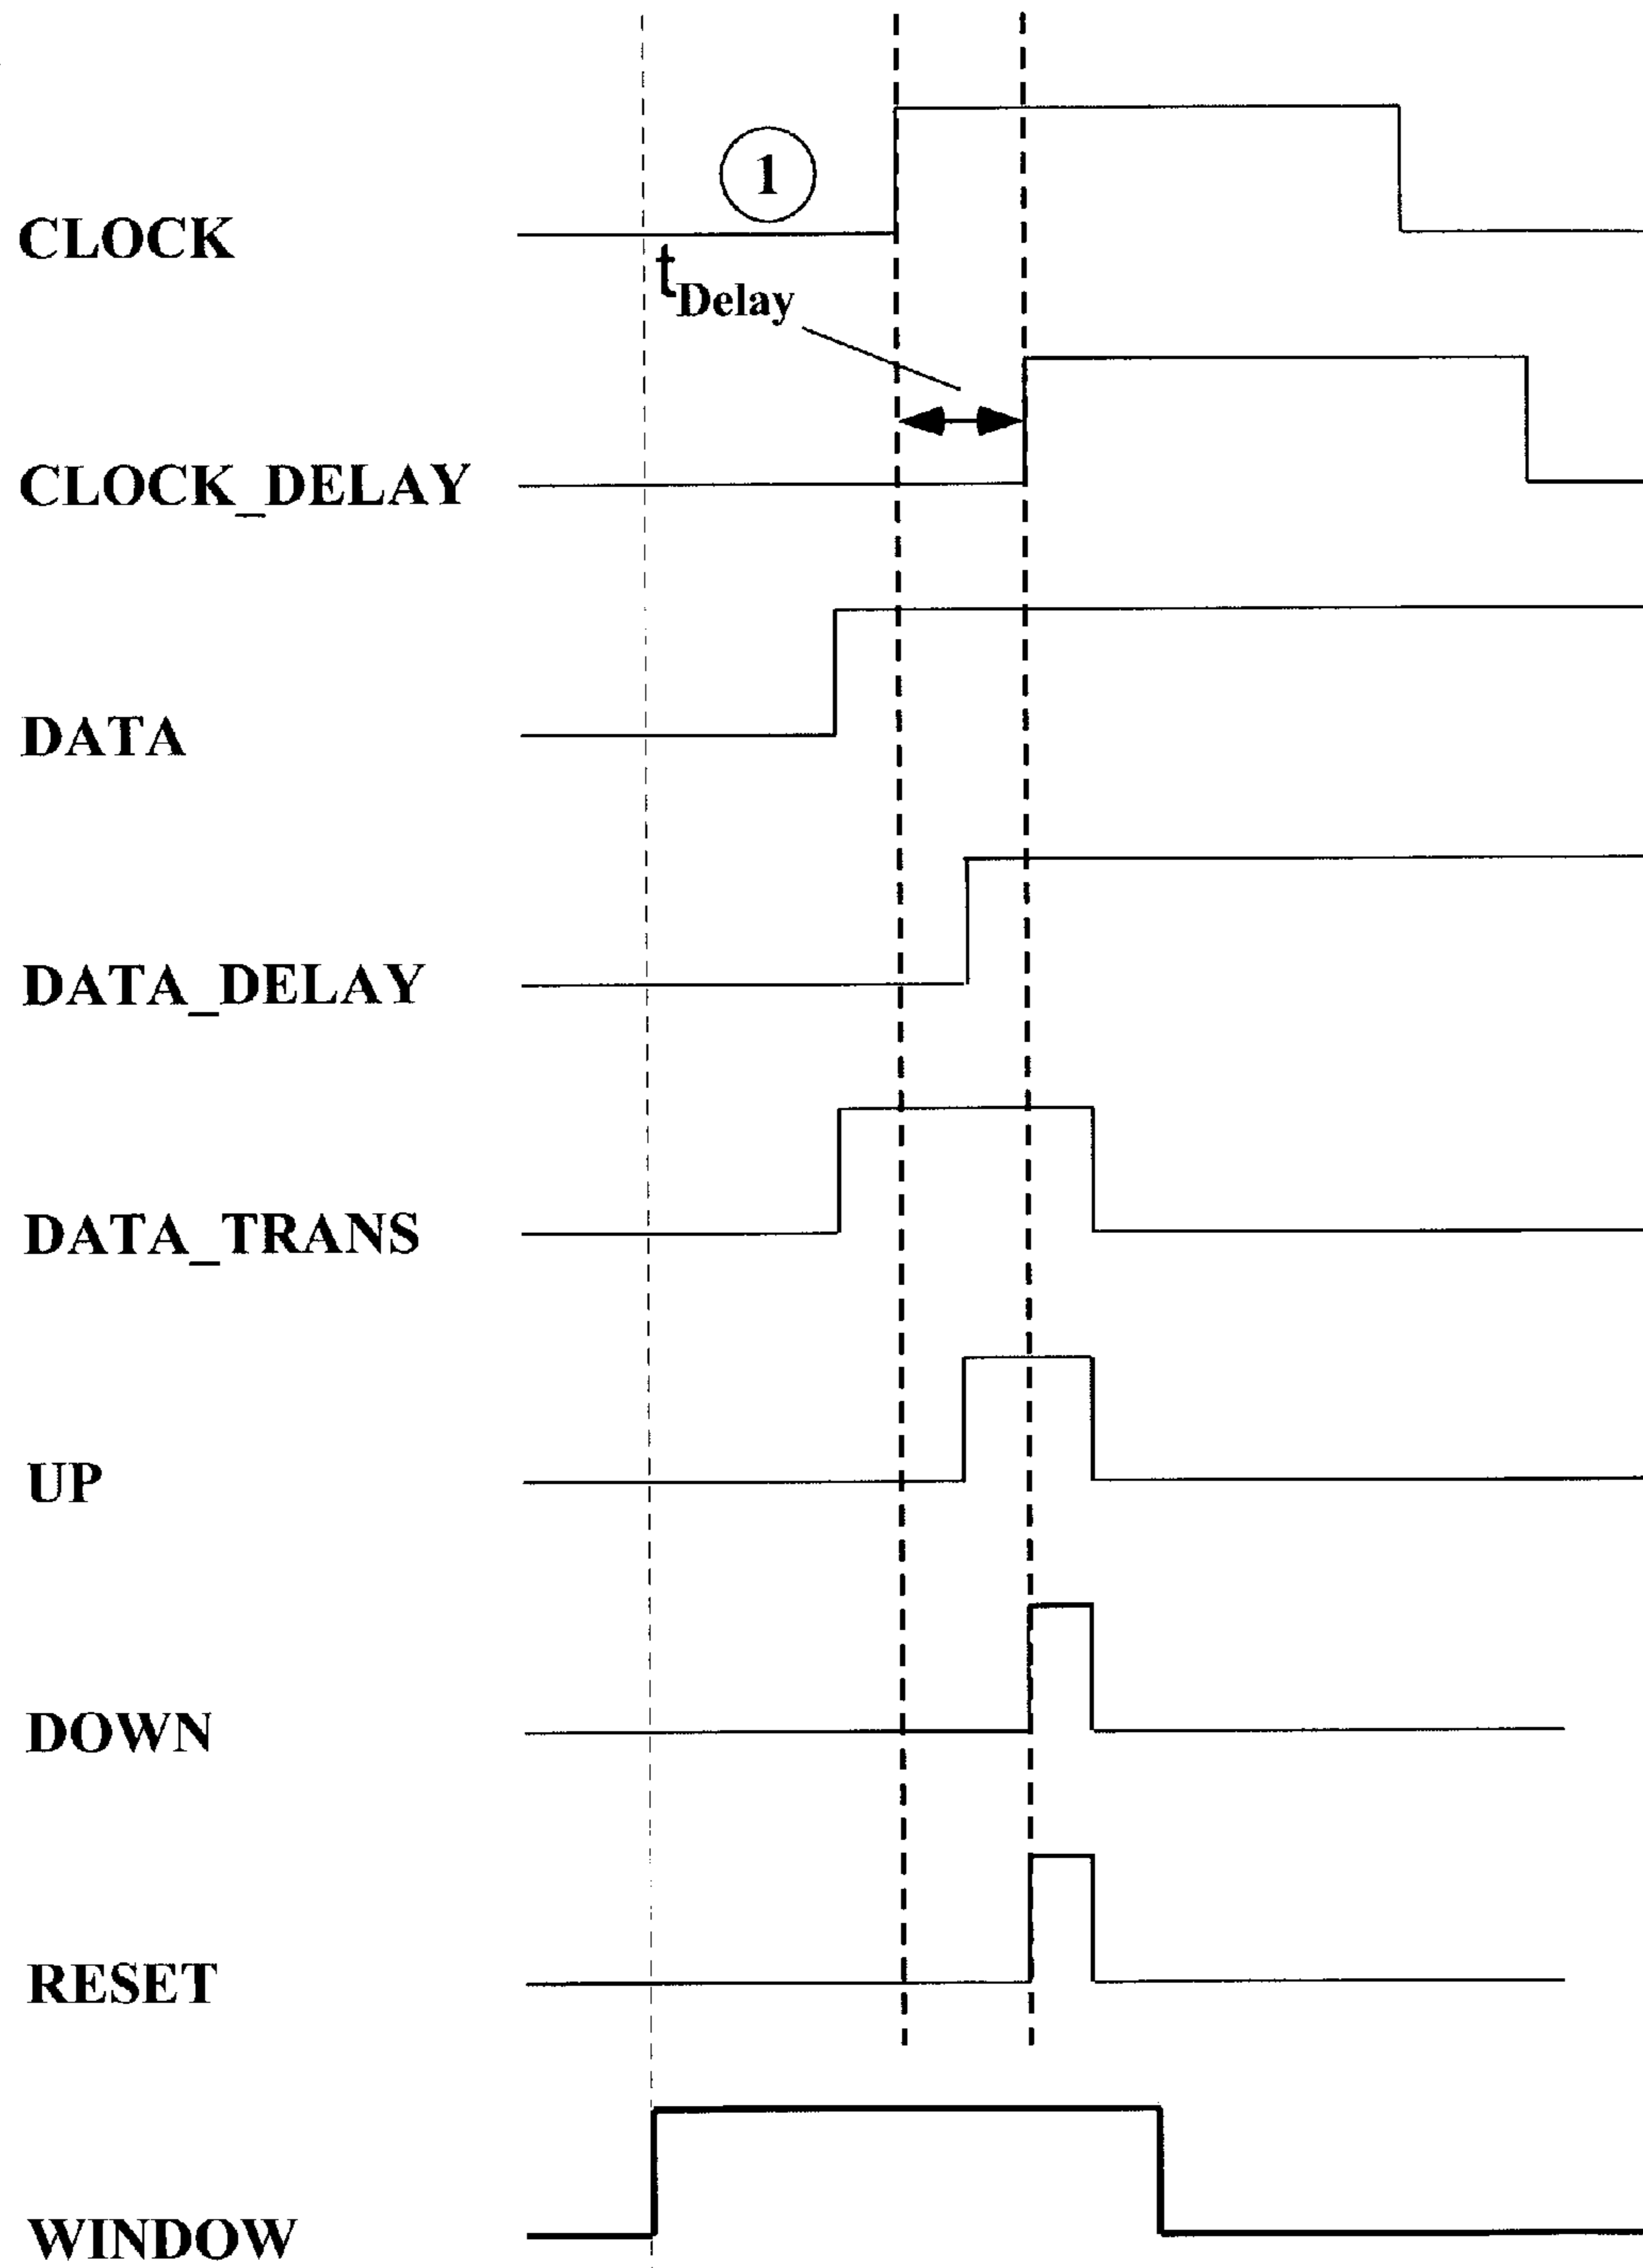 1
CLOCK
tDelay
CLOCK_DELAY
DATA
DATA_DELAY
DATA_TRANS
UP
DOWN
RESET
WINDOW